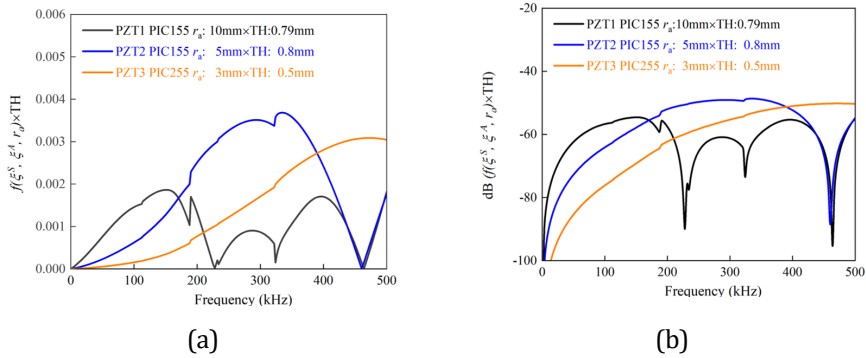 PZT1 PIC155 rₐ: 10mm×TH:0.79mm
PZT2 PIC155 rₐ: 5mm×TH: 0.8mm
PZT3 PIC255 rₐ: 3mm×TH: 0.5mm
0.006
0.005
0.004
0.003
0.002
0.001
0.000
f(ξˢ, ξᴬ, rₐ)×TH
0 100 200 300 400 500
Frequency (kHz)
(a)
PZT1 PIC155 rₐ:10mm×TH:0.79mm
PZT2 PIC155 rₐ: 5mm×TH: 0.8mm
PZT3 PIC255 rₐ: 3mm×TH: 0.5mm
-20
-40
-60
-80
-100
dB (f(ξˢ, ξᴬ, rₐ)×TH)
0 100 200 300 400 500
Frequency (kHz)
(b)